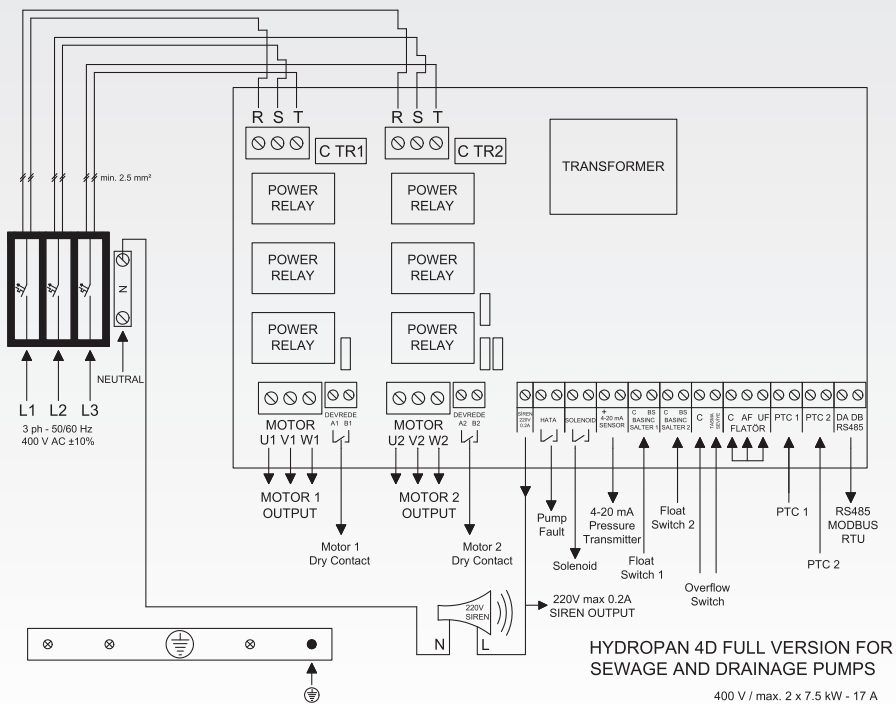 R S T
R S T
C TR1
C TR2
TRANSFORMER
min. 2.5 mm²
POWER
RELAY
POWER
RELAY
POWER
RELAY
POWER
RELAY
POWER
RELAY
POWER
RELAY
N
NEUTRAL
L1 L2 L3
3 ph - 50/60 Hz
400 V AC ±10%
MOTOR
U1 V1 W1
DEVREDE
A1 B1
MOTOR
U2 V2 W2
DEVREDE
A2 B2
SIREN
220V
0.2A
HATA
SOLENOID
+
4-20 mA
SENSOR
C BS
BASINC
SALTER 1
C BS
BASINC
SALTER 2
C
TASMA
SEVIYE
C AF UF
FLATÖR
PTC 1
PTC 2
DA DB
RS485
MOTOR 1
OUTPUT
Motor 1
Dry Contact
MOTOR 2
OUTPUT
Motor 2
Dry Contact
Pump
Fault
Solenoid
4-20 mA
Pressure
Transmitter
Float
Switch 1
Float
Switch 2
Overflow
Switch
PTC 1
PTC 2
RS485
MODBUS
RTU
220V
SIREN
N
L
220V max 0.2A
SIREN OUTPUT
HYDROPAN 4D FULL VERSION FOR
SEWAGE AND DRAINAGE PUMPS
400 V / max. 2 x 7.5 kW - 17 A